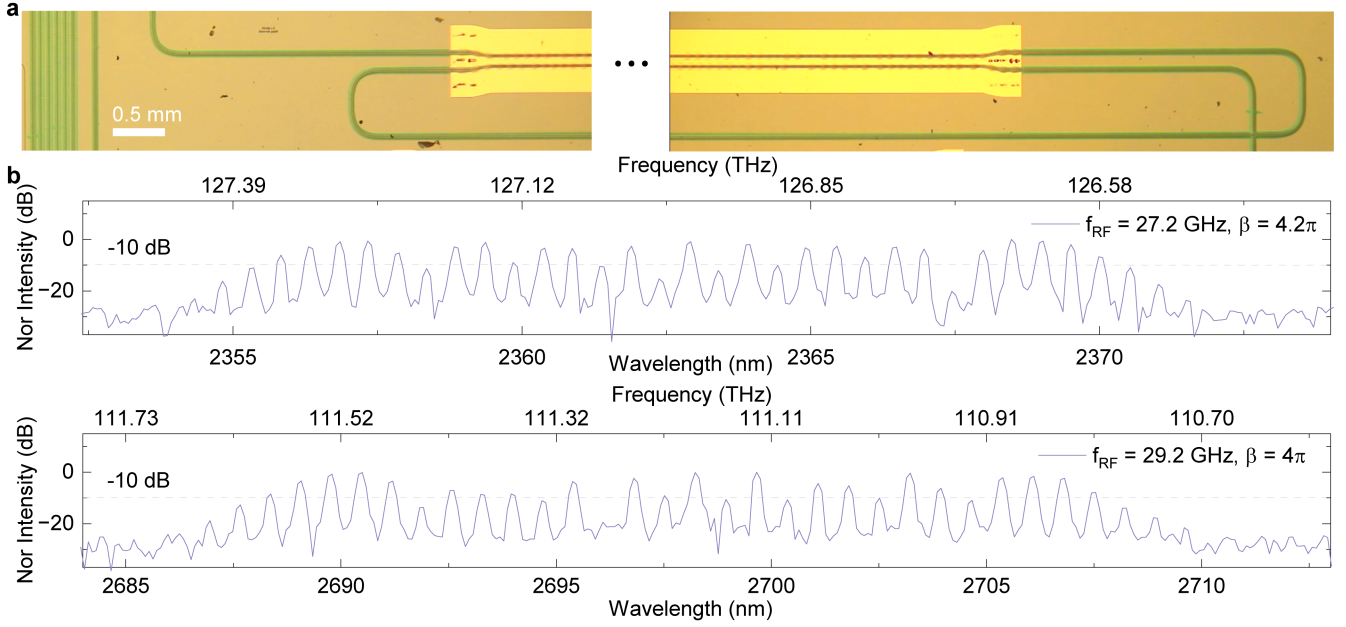 a
0.5 mm
b
Frequency (THz)
127.39 127.12 126.85 126.58
Nor Intensity (dB)
0
−20
-10 dB
f_RF = 27.2 GHz, β = 4.2π
2355 2360 2365 2370
Wavelength (nm)
Frequency (THz)
111.73 111.52 111.32 111.11 110.91 110.70
Nor Intensity (dB)
0
−20
-10 dB
f_RF = 29.2 GHz, β = 4π
2685 2690 2695 2700 2705 2710
Wavelength (nm)